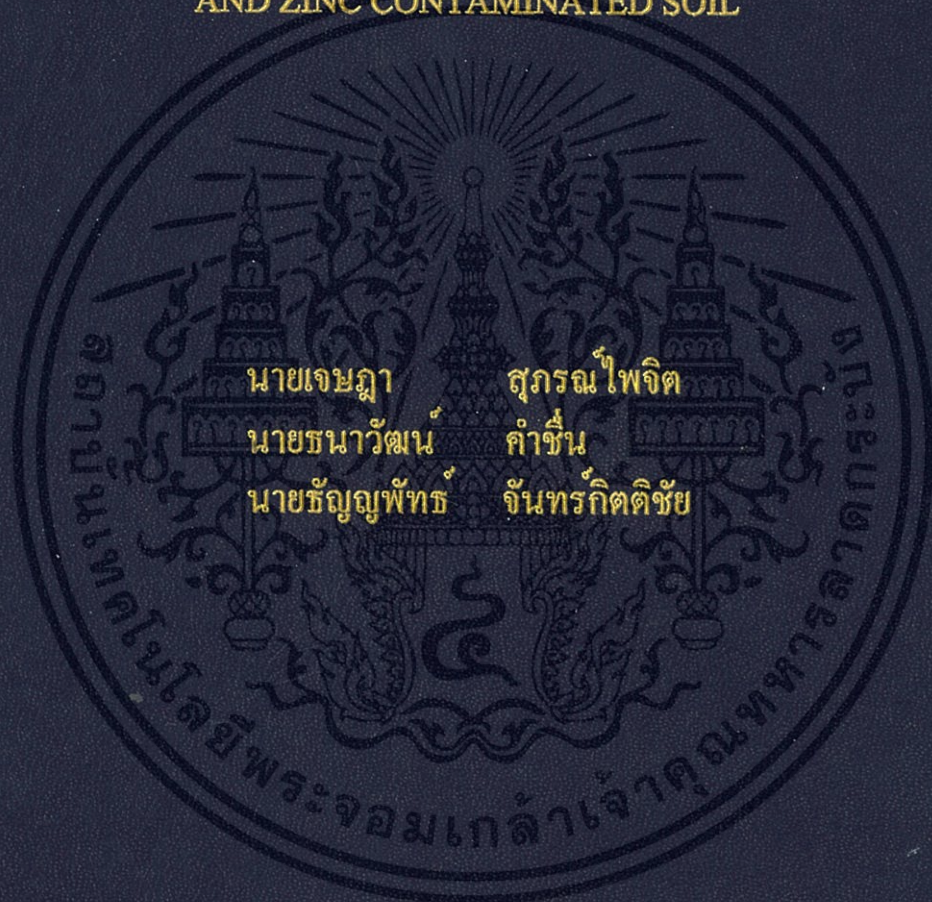 AND ZINC CONTAMINATED SOIL
นายเจษฎา สุภรณ์ไพจิต
นายธนาวัฒน์ คำชื่น
นายธัญญพัทธ์ จันทร์กิตติชัย
สถาบันเทคโนโลยีพระจอมเกล้าเจ้าคุณทหารลาดกระบัง
๔